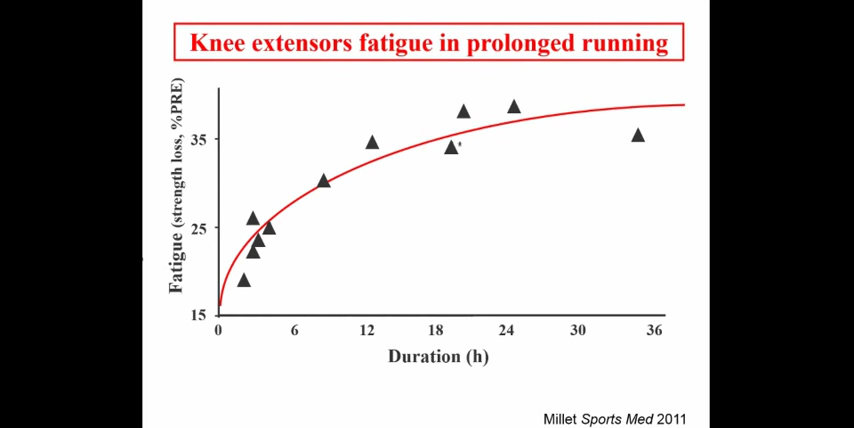 Knee extensors fatigue in prolonged running
Fatigue (strength loss, %PRE)
35
25
15
0 6 12 18 24 30 36
Duration (h)
Millet Sports Med 2011